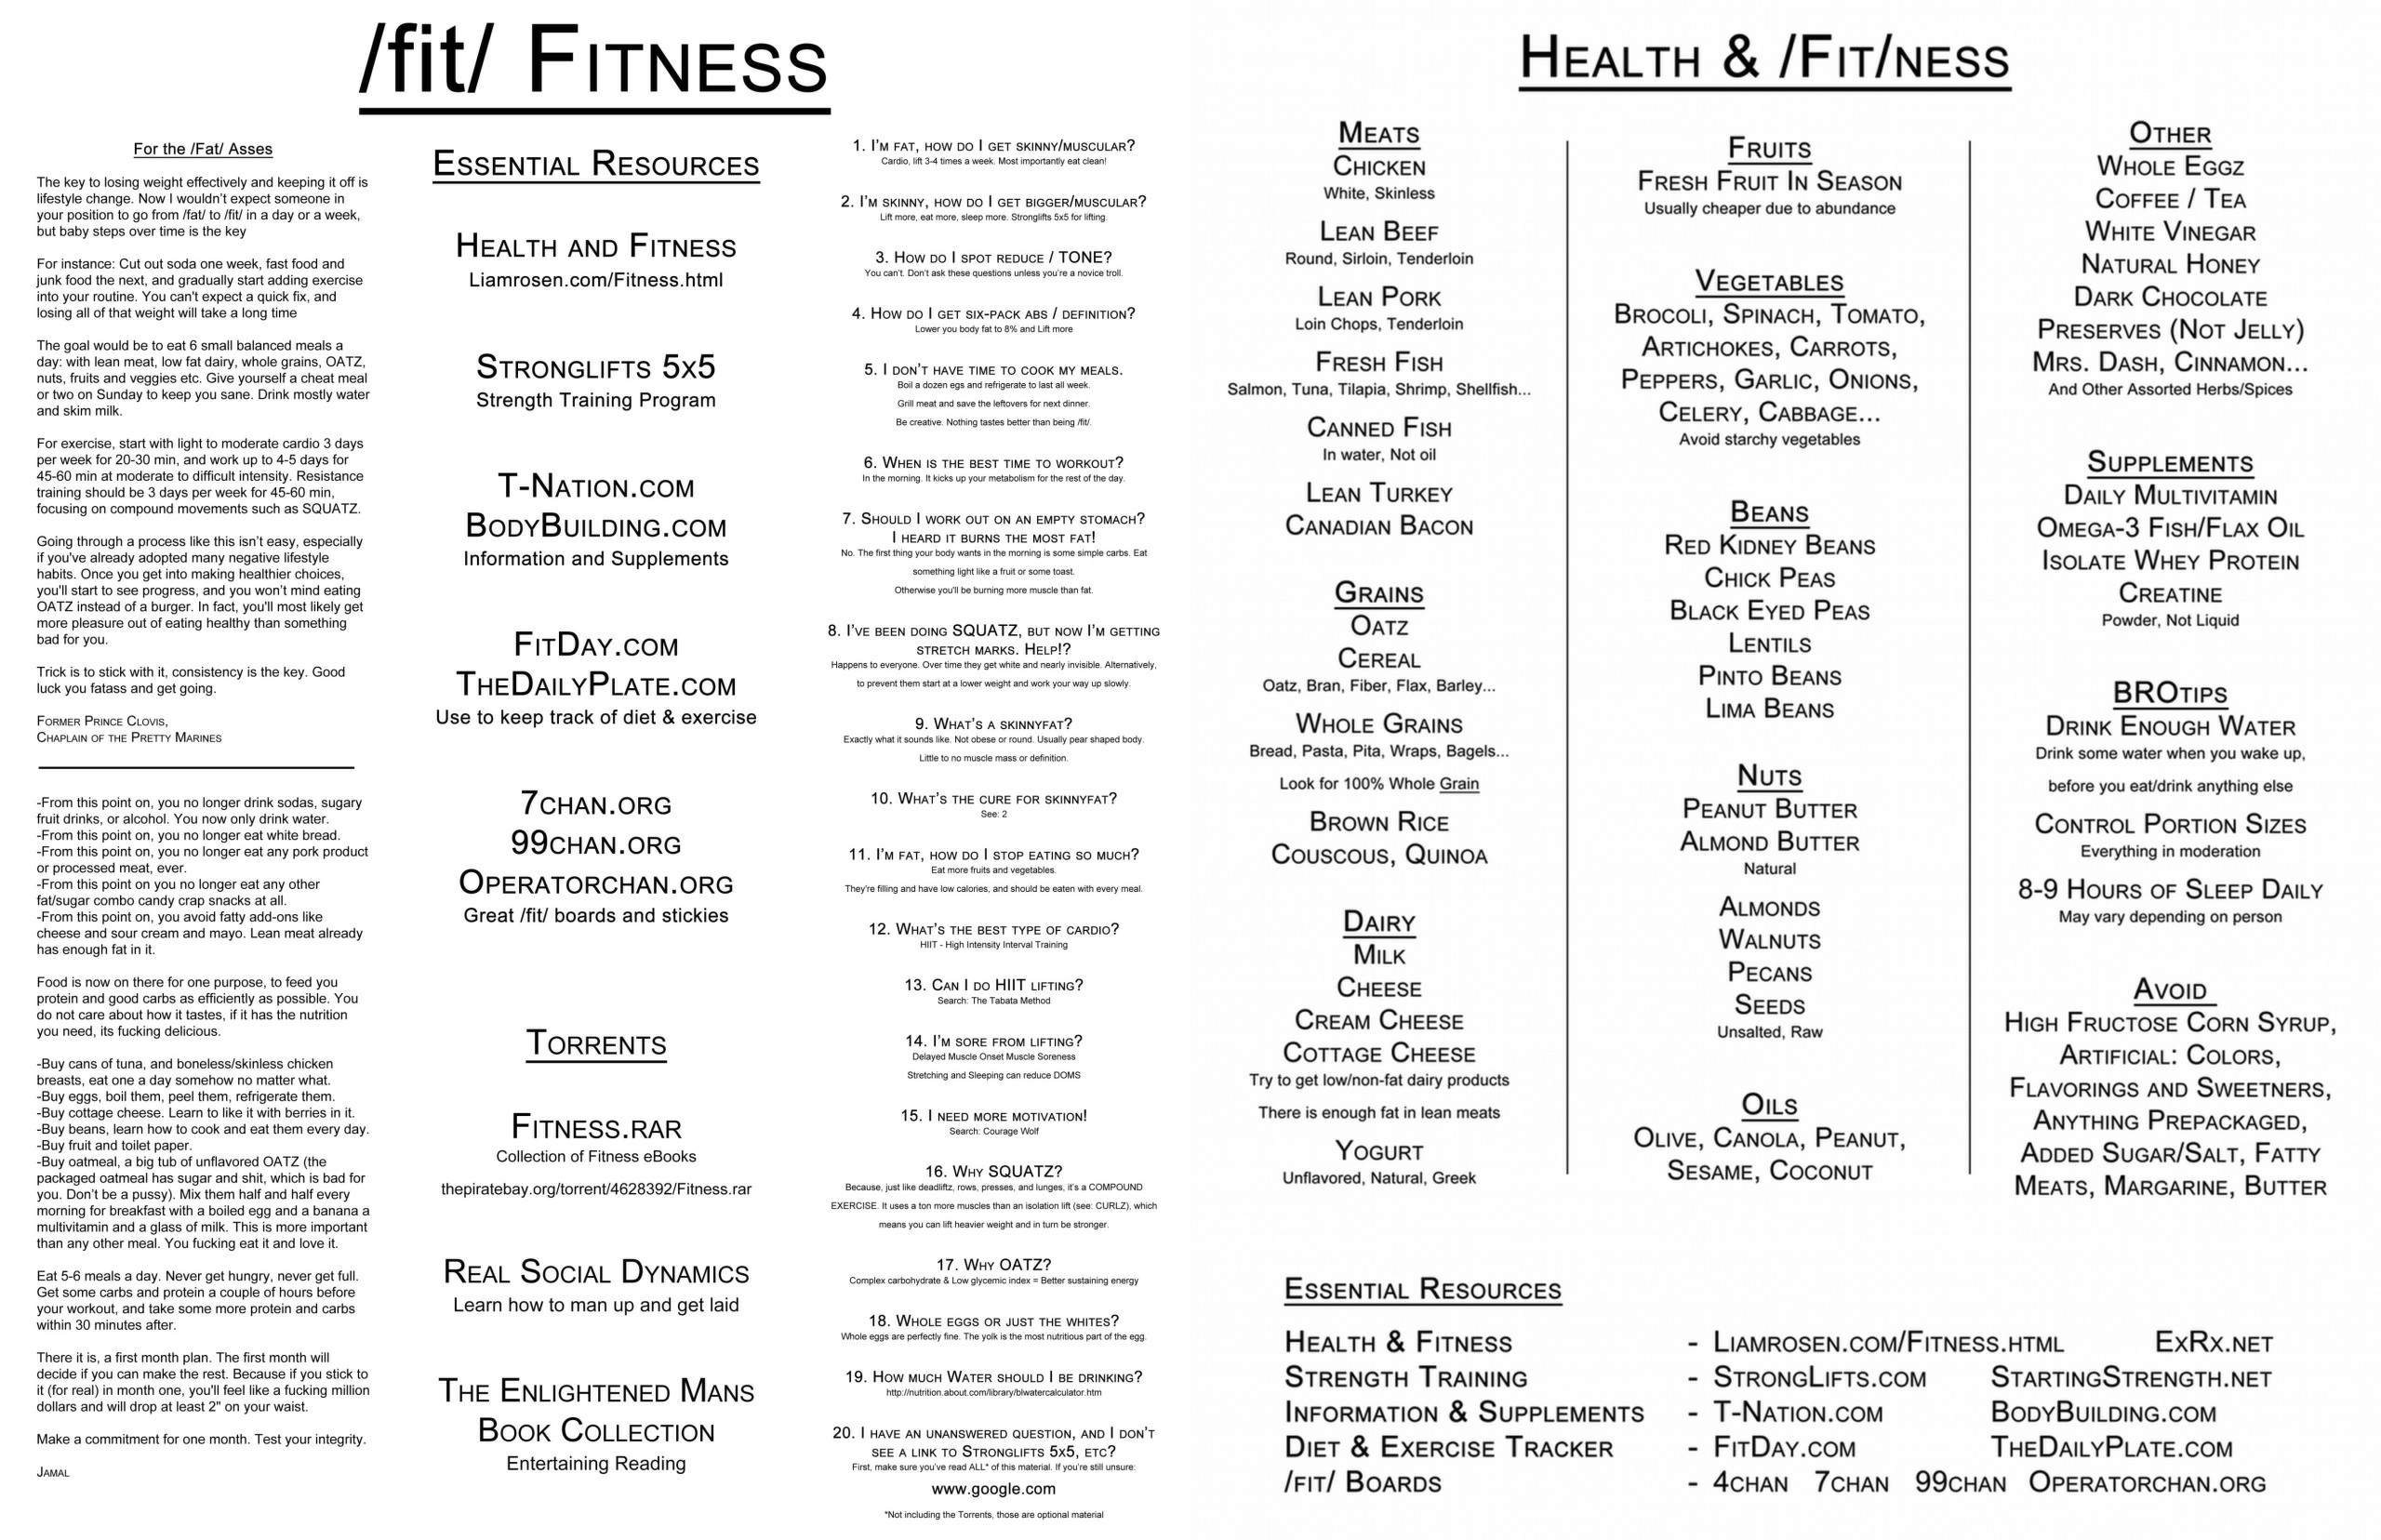 /fit/ FITNESS
For the /Fat/ Asses
The key to losing weight effectively and keeping it off is
lifestyle change. Now I wouldn't expect someone in
your position to go from /fat/ to /fit/ in a day or a week,
but baby steps over time is the key
For instance: Cut out soda one week, fast food and
junk food the next, and gradually start adding exercise
into your routine. You can't expect a quick fix, and
losing all of that weight will take a long time
The goal would be to eat 6 small balanced meals a
day: with lean meat, low fat dairy, whole grains, OATZ,
nuts, fruits and veggies etc. Give yourself a cheat meal
or two on Sunday to keep you sane. Drink mostly water
and skim milk.
For exercise, start with light to moderate cardio 3 days
per week for 20-30 min, and work up to 4-5 days for
45-60 min at moderate to difficult intensity. Resistance
training should be 3 days per week for 45-60 min,
focusing on compound movements such as SQUATZ.
Going through a process like this isn't easy, especially
if you've already adopted many negative lifestyle
habits. Once you get into making healthier choices,
you'll start to see progress, and you won't mind eating
OATZ instead of a burger. In fact, you'll most likely get
more pleasure out of eating healthy than something
bad for you.
Trick is to stick with it, consistency is the key. Good
luck you fatass and get going.
FORMER PRINCE CLOVIS,
CHAPLAIN OF THE PRETTY MARINES
-From this point on, you no longer drink sodas, sugary
fruit drinks, or alcohol. You now only drink water.
-From this point on, you no longer eat white bread.
-From this point on, you no longer eat any pork product
or processed meat, ever.
-From this point on you no longer eat any other
fat/sugar combo candy crap snacks at all.
-From this point on, you avoid fatty add-ons like
cheese and sour cream and mayo. Lean meat already
has enough fat in it.
Food is now on there for one purpose, to feed you
protein and good carbs as efficiently as possible. You
do not care about how it tastes, if it has the nutrition
you need, its fucking delicious.
-Buy cans of tuna, and boneless/skinless chicken
breasts, eat one a day somehow no matter what.
-Buy eggs, boil them, peel them, refrigerate them.
-Buy cottage cheese. Learn to like it with berries in it.
-Buy beans, learn how to cook and eat them every day.
-Buy fruit and toilet paper.
-Buy oatmeal, a big tub of unflavored OATZ (the
packaged oatmeal has sugar and shit, which is bad for
you. Don't be a pussy). Mix them half and half every
morning for breakfast with a boiled egg and a banana a
multivitamin and a glass of milk. This is more important
than any other meal. You fucking eat it and love it.
Eat 5-6 meals a day. Never get hungry, never get full.
Get some carbs and protein a couple of hours before
your workout, and take some more protein and carbs
within 30 minutes after.
There it is, a first month plan. The first month will
decide if you can make the rest. Because if you stick to
it (for real) in month one, you'll feel like a fucking million
dollars and will drop at least 2" on your waist.
Make a commitment for one month. Test your integrity.
JAMAL
ESSENTIAL RESOURCES
HEALTH AND FITNESS
Liamrosen.com/Fitness.html
STRONGLIFTS 5X5
Strength Training Program
T-NATION.COM
BODYBUILDING.COM
Information and Supplements
FITDAY.COM
THEDAILYPLATE.COM
Use to keep track of diet & exercise
7CHAN.ORG
99CHAN.ORG
OPERATORCHAN.ORG
Great /fit/ boards and stickies
TORRENTS
FITNESS.RAR
Collection of Fitness eBooks
thepiratebay.org/torrent/4628392/Fitness.rar
REAL SOCIAL DYNAMICS
Learn how to man up and get laid
THE ENLIGHTENED MANS
BOOK COLLECTION
Entertaining Reading
1. I'M FAT, HOW DO I GET SKINNY/MUSCULAR?
Cardio, lift 3-4 times a week. Most importantly eat clean!
2. I'M SKINNY, HOW DO I GET BIGGER/MUSCULAR?
Lift more, eat more, sleep more. Stronglifts 5x5 for lifting.
3. HOW DO I SPOT REDUCE / TONE?
You can't. Don't ask these questions unless you're a novice troll.
4. HOW DO I GET SIX-PACK ABS / DEFINITION?
Lower you body fat to 8% and Lift more
5. I DON'T HAVE TIME TO COOK MY MEALS.
Boil a dozen egs and refrigerate to last all week.
Grill meat and save the leftovers for next dinner.
Be creative. Nothing tastes better than being /fit/.
6. WHEN IS THE BEST TIME TO WORKOUT?
In the morning. It kicks up your metabolism for the rest of the day.
7. SHOULD I WORK OUT ON AN EMPTY STOMACH?
I HEARD IT BURNS THE MOST FAT!
No. The first thing your body wants in the morning is some simple carbs. Eat
something light like a fruit or some toast.
Otherwise you'll be burning more muscle than fat.
8. I'VE BEEN DOING SQUATZ, BUT NOW I'M GETTING
STRETCH MARKS. HELP!?
Happens to everyone. Over time they get white and nearly invisible. Alternatively,
to prevent them start at a lower weight and work your way up slowly.
9. WHAT'S A SKINNYFAT?
Exactly what it sounds like. Not obese or round. Usually pear shaped body.
Little to no muscle mass or definition.
10. WHAT'S THE CURE FOR SKINNYFAT?
See: 2
11. I'M FAT, HOW DO I STOP EATING SO MUCH?
Eat more fruits and vegetables.
They're filling and have low calories, and should be eaten with every meal.
12. WHAT'S THE BEST TYPE OF CARDIO?
HIIT - High Intensity Interval Training
13. CAN I DO HIIT LIFTING?
Search: The Tabata Method
14. I'M SORE FROM LIFTING?
Delayed Muscle Onset Muscle Soreness
Stretching and Sleeping can reduce DOMS
15. I NEED MORE MOTIVATION!
Search: Courage Wolf
16. WHY SQUATZ?
Because, just like deadliftz, rows, presses, and lunges, it's a COMPOUND
EXERCISE. It uses a ton more muscles than an isolation lift (see: CURLZ), which
means you can lift heavier weight and in turn be stronger.
17. WHY OATZ?
Complex carbohydrate & Low glycemic index = Better sustaining energy
18. WHOLE EGGS OR JUST THE WHITES?
Whole eggs are perfectly fine. The yolk is the most nutritious part of the egg.
19. HOW MUCH WATER SHOULD I BE DRINKING?
http://nutrition.about.com/library/blwatercalculator.htm
20. I HAVE AN UNANSWERED QUESTION, AND I DON'T
SEE A LINK TO STRONGLIFTS 5X5, ETC?
First, make sure you've read ALL* of this material. If you're still unsure:
www.google.com
*Not including the Torrents, those are optional material
HEALTH & /FIT/NESS
MEATS
CHICKEN
White, Skinless
LEAN BEEF
Round, Sirloin, Tenderloin
LEAN PORK
Loin Chops, Tenderloin
FRESH FISH
Salmon, Tuna, Tilapia, Shrimp, Shellfish...
CANNED FISH
In water, Not oil
LEAN TURKEY
CANADIAN BACON
GRAINS
OATZ
CEREAL
Oatz, Bran, Fiber, Flax, Barley...
WHOLE GRAINS
Bread, Pasta, Pita, Wraps, Bagels...
Look for 100% Whole Grain
BROWN RICE
COUSCOUS, QUINOA
DAIRY
MILK
CHEESE
CREAM CHEESE
COTTAGE CHEESE
Try to get low/non-fat dairy products
There is enough fat in lean meats
YOGURT
Unflavored, Natural, Greek
FRUITS
FRESH FRUIT IN SEASON
Usually cheaper due to abundance
VEGETABLES
BROCOLI, SPINACH, TOMATO,
ARTICHOKES, CARROTS,
PEPPERS, GARLIC, ONIONS,
CELERY, CABBAGE...
Avoid starchy vegetables
BEANS
RED KIDNEY BEANS
CHICK PEAS
BLACK EYED PEAS
LENTILS
PINTO BEANS
LIMA BEANS
NUTS
PEANUT BUTTER
ALMOND BUTTER
Natural
ALMONDS
WALNUTS
PECANS
SEEDS
Unsalted, Raw
OILS
OLIVE, CANOLA, PEANUT,
SESAME, COCONUT
OTHER
WHOLE EGGZ
COFFEE / TEA
WHITE VINEGAR
NATURAL HONEY
DARK CHOCOLATE
PRESERVES (NOT JELLY)
MRS. DASH, CINNAMON...
And Other Assorted Herbs/Spices
SUPPLEMENTS
DAILY MULTIVITAMIN
OMEGA-3 FISH/FLAX OIL
ISOLATE WHEY PROTEIN
CREATINE
Powder, Not Liquid
BROTIPS
DRINK ENOUGH WATER
Drink some water when you wake up,
before you eat/drink anything else
CONTROL PORTION SIZES
Everything in moderation
8-9 HOURS OF SLEEP DAILY
May vary depending on person
AVOID
HIGH FRUCTOSE CORN SYRUP,
ARTIFICIAL: COLORS,
FLAVORINGS AND SWEETNERS,
ANYTHING PREPACKAGED,
ADDED SUGAR/SALT, FATTY
MEATS, MARGARINE, BUTTER
ESSENTIAL RESOURCES
HEALTH & FITNESS - LIAMROSEN.COM/FITNESS.HTML EXRX.NET
STRENGTH TRAINING - STRONGLIFTS.COM STARTINGSTRENGTH.NET
INFORMATION & SUPPLEMENTS - T-NATION.COM BODYBUILDING.COM
DIET & EXERCISE TRACKER - FITDAY.COM THEDAILYPLATE.COM
/FIT/ BOARDS - 4CHAN 7CHAN 99CHAN OPERATORCHAN.ORG